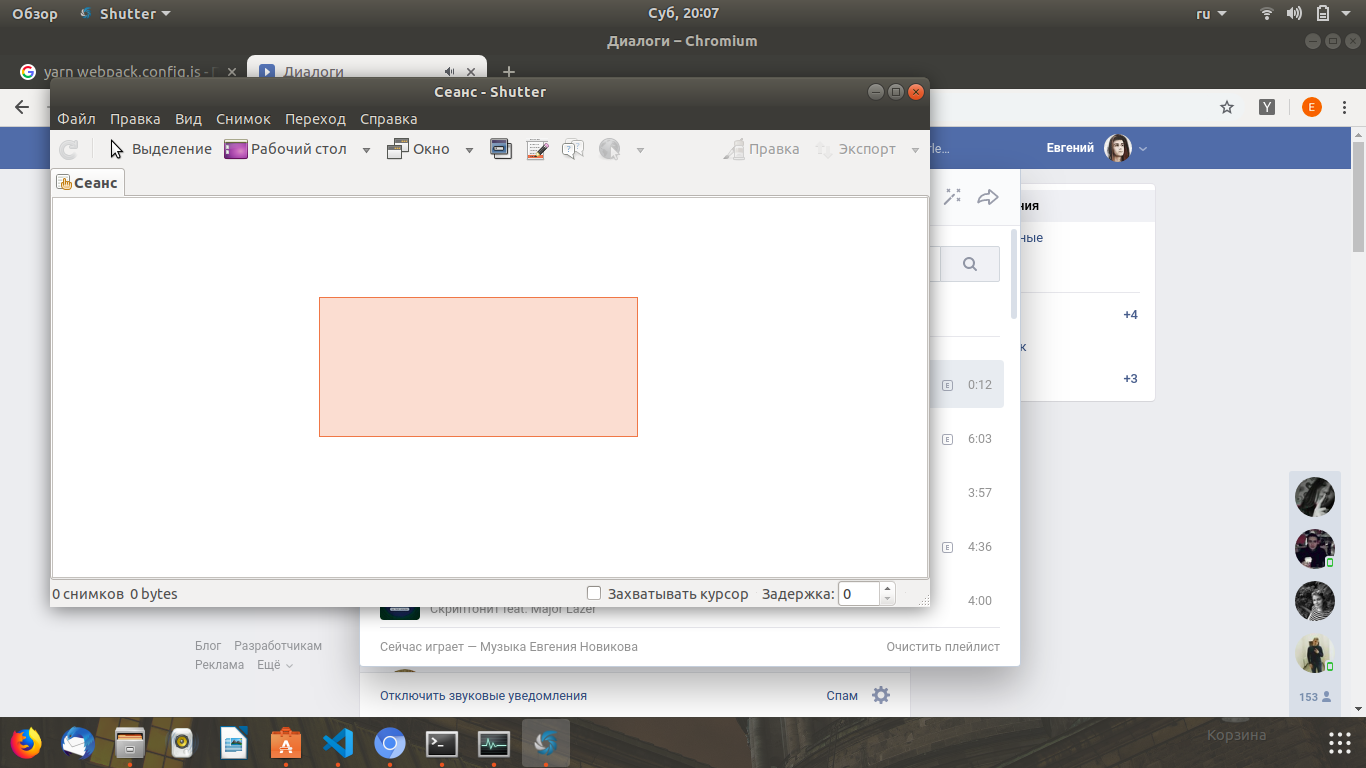 Обзор Shutter Суб, 20:07 ru
Диалоги – Chromium
yarn webpack.config.js - Диалоги
Сеанс - Shutter
Файл Правка Вид Снимок Переход Справка
Y E
Выделение Рабочий стол Окно Правка Экспорт
Евгений
Сеанс
ния
ные
+4
к
+3
E 0:12
E 6:03
3:57
E 4:36
4:00
0 снимков 0 bytes Захватывать курсор Задержка: 0
Скриптонит feat. Major Lazer
Блог Разработчикам
Реклама Ещё
Сейчас играет — Музыка Евгения Новикова Очистить плейлист
Отключить звуковые уведомления Спам
153
Корзина